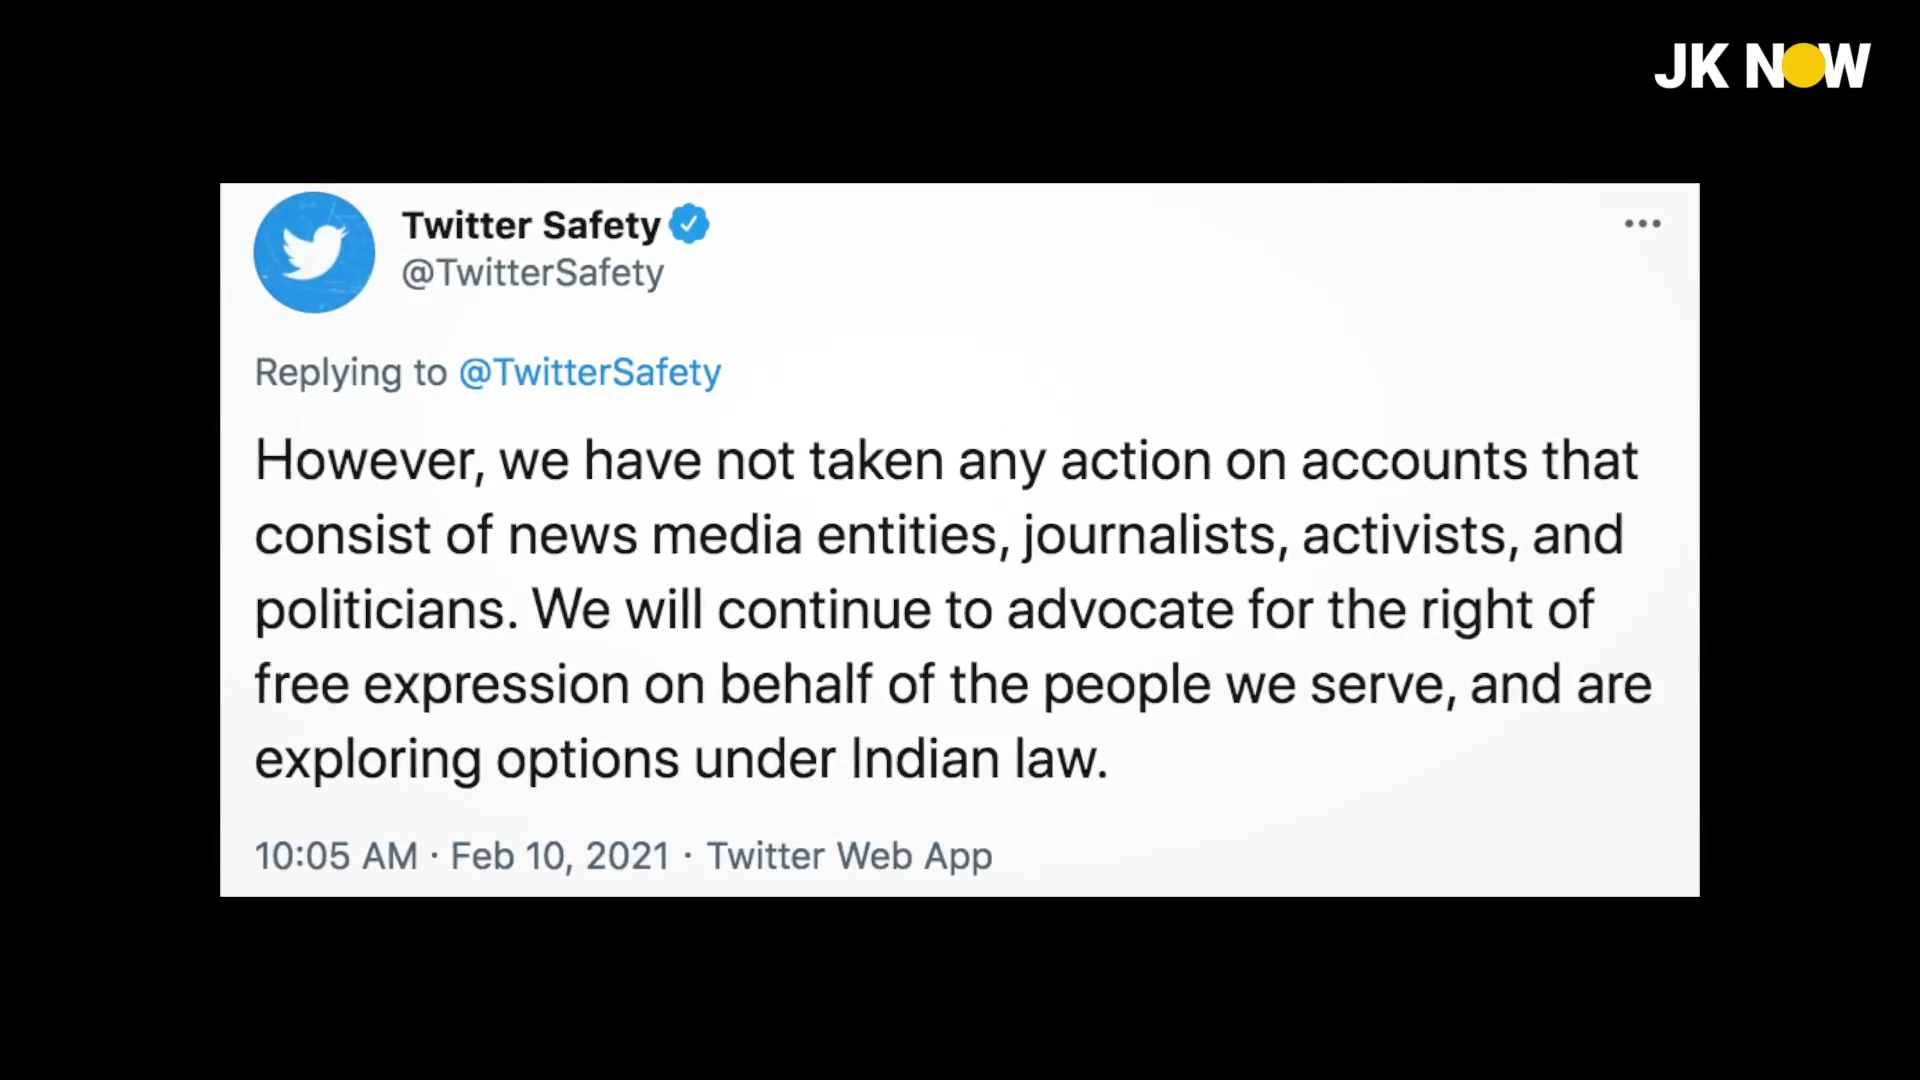 JK NOW
Twitter Safety
@TwitterSafety
Replying to @TwitterSafety
However, we have not taken any action on accounts that
consist of news media entities, journalists, activists, and
politicians. We will continue to advocate for the right of
free expression on behalf of the people we serve, and are
exploring options under Indian law.
10:05 AM · Feb 10, 2021 · Twitter Web App